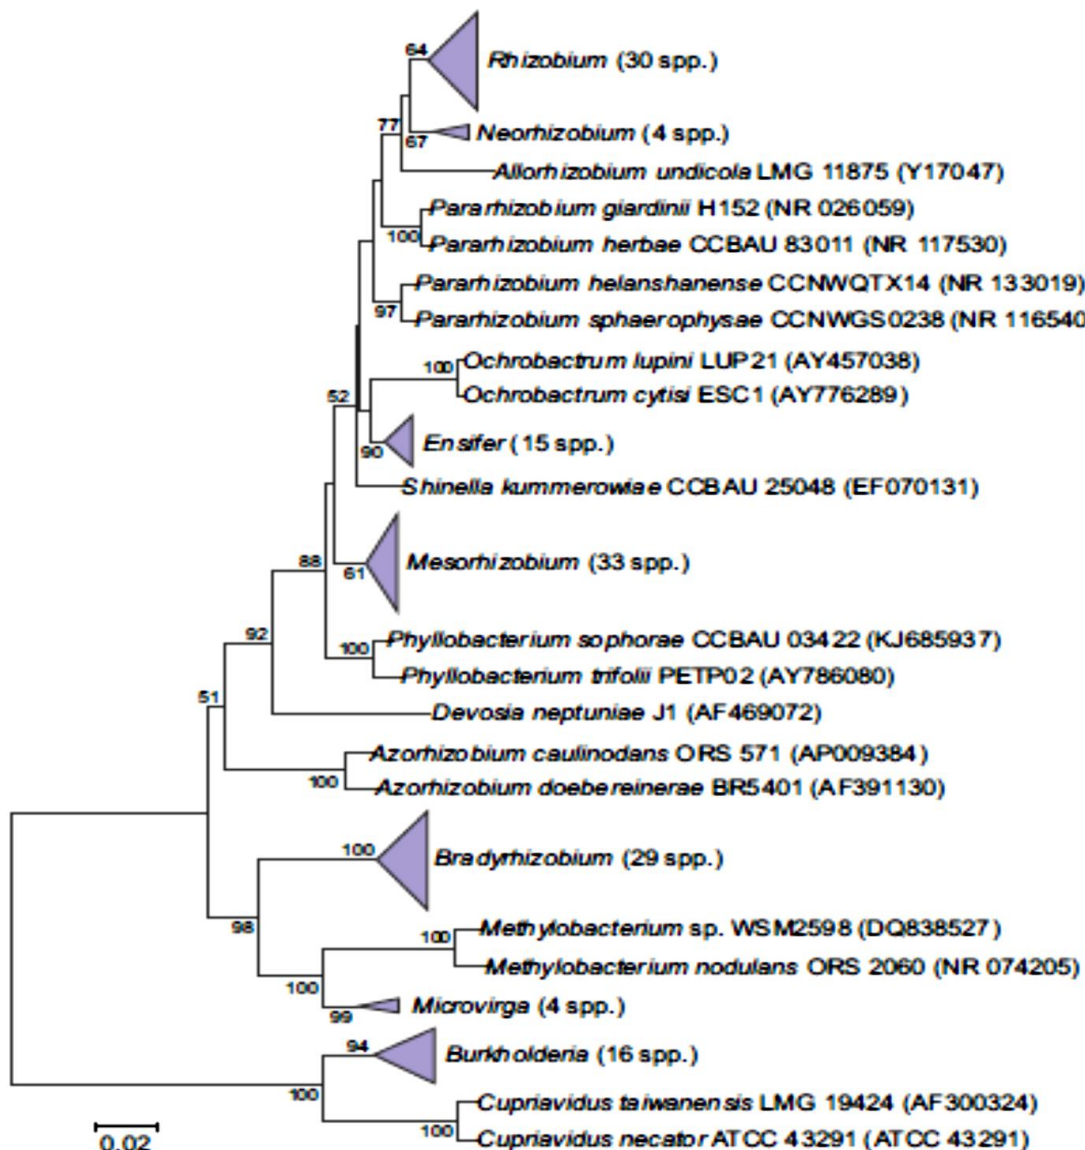 64
Rhizobium (30 spp.)
77
67
Neorhizobium (4 spp.)
Allorhizobium undicola LMG 11875 (Y17047)
Pararhizobium giardinii H152 (NR 026059)
100
Pararhizobium herbae CCBAU 83011 (NR 117530)
Pararhizobium helanshanense CCNWQTX14 (NR 133019)
97
Pararhizobium sphaerophysae CCNWGS0238 (NR 116540
100
Ochrobactrum lupini LUP21 (AY457038)
Ochrobactrum cytisi ESC1 (AY776289)
52
90
Ensifer (15 spp.)
Shinella kummerowiae CCBAU 25048 (EF070131)
88
61
Mesorhizobium (33 spp.)
92
100
Phyllobacterium sophorae CCBAU 03422 (KJ685937)
Phyllobacterium trifolii PETP02 (AY786080)
51
Devosia neptuniae J1 (AF469072)
Azorhizobium caulinodans ORS 571 (AP009384)
100
Azorhizobium doebereinerae BR5401 (AF391130)
100
Bradyrhizobium (29 spp.)
98
100
Methylobacterium sp. WSM2598 (DQ838527)
Methylobacterium nodulans ORS 2060 (NR 074205)
100
99
Microvirga (4 spp.)
94
Burkholderia (16 spp.)
100
Cupriavidus taiwanensis LMG 19424 (AF300324)
100
Cupriavidus necator ATCC 43291 (ATCC 43291)
0.02